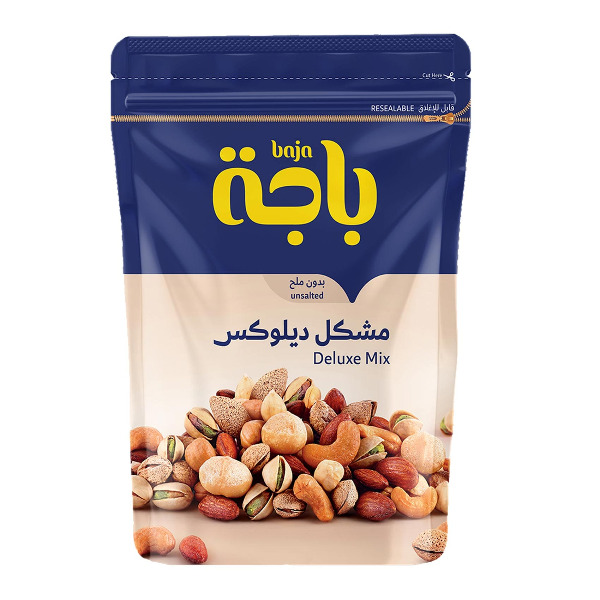 Cut Here
RESEALABLE قابل للإغلاق
baja
باجة
بدون ملح
unsalted
مشكل ديلوكس
Deluxe Mix